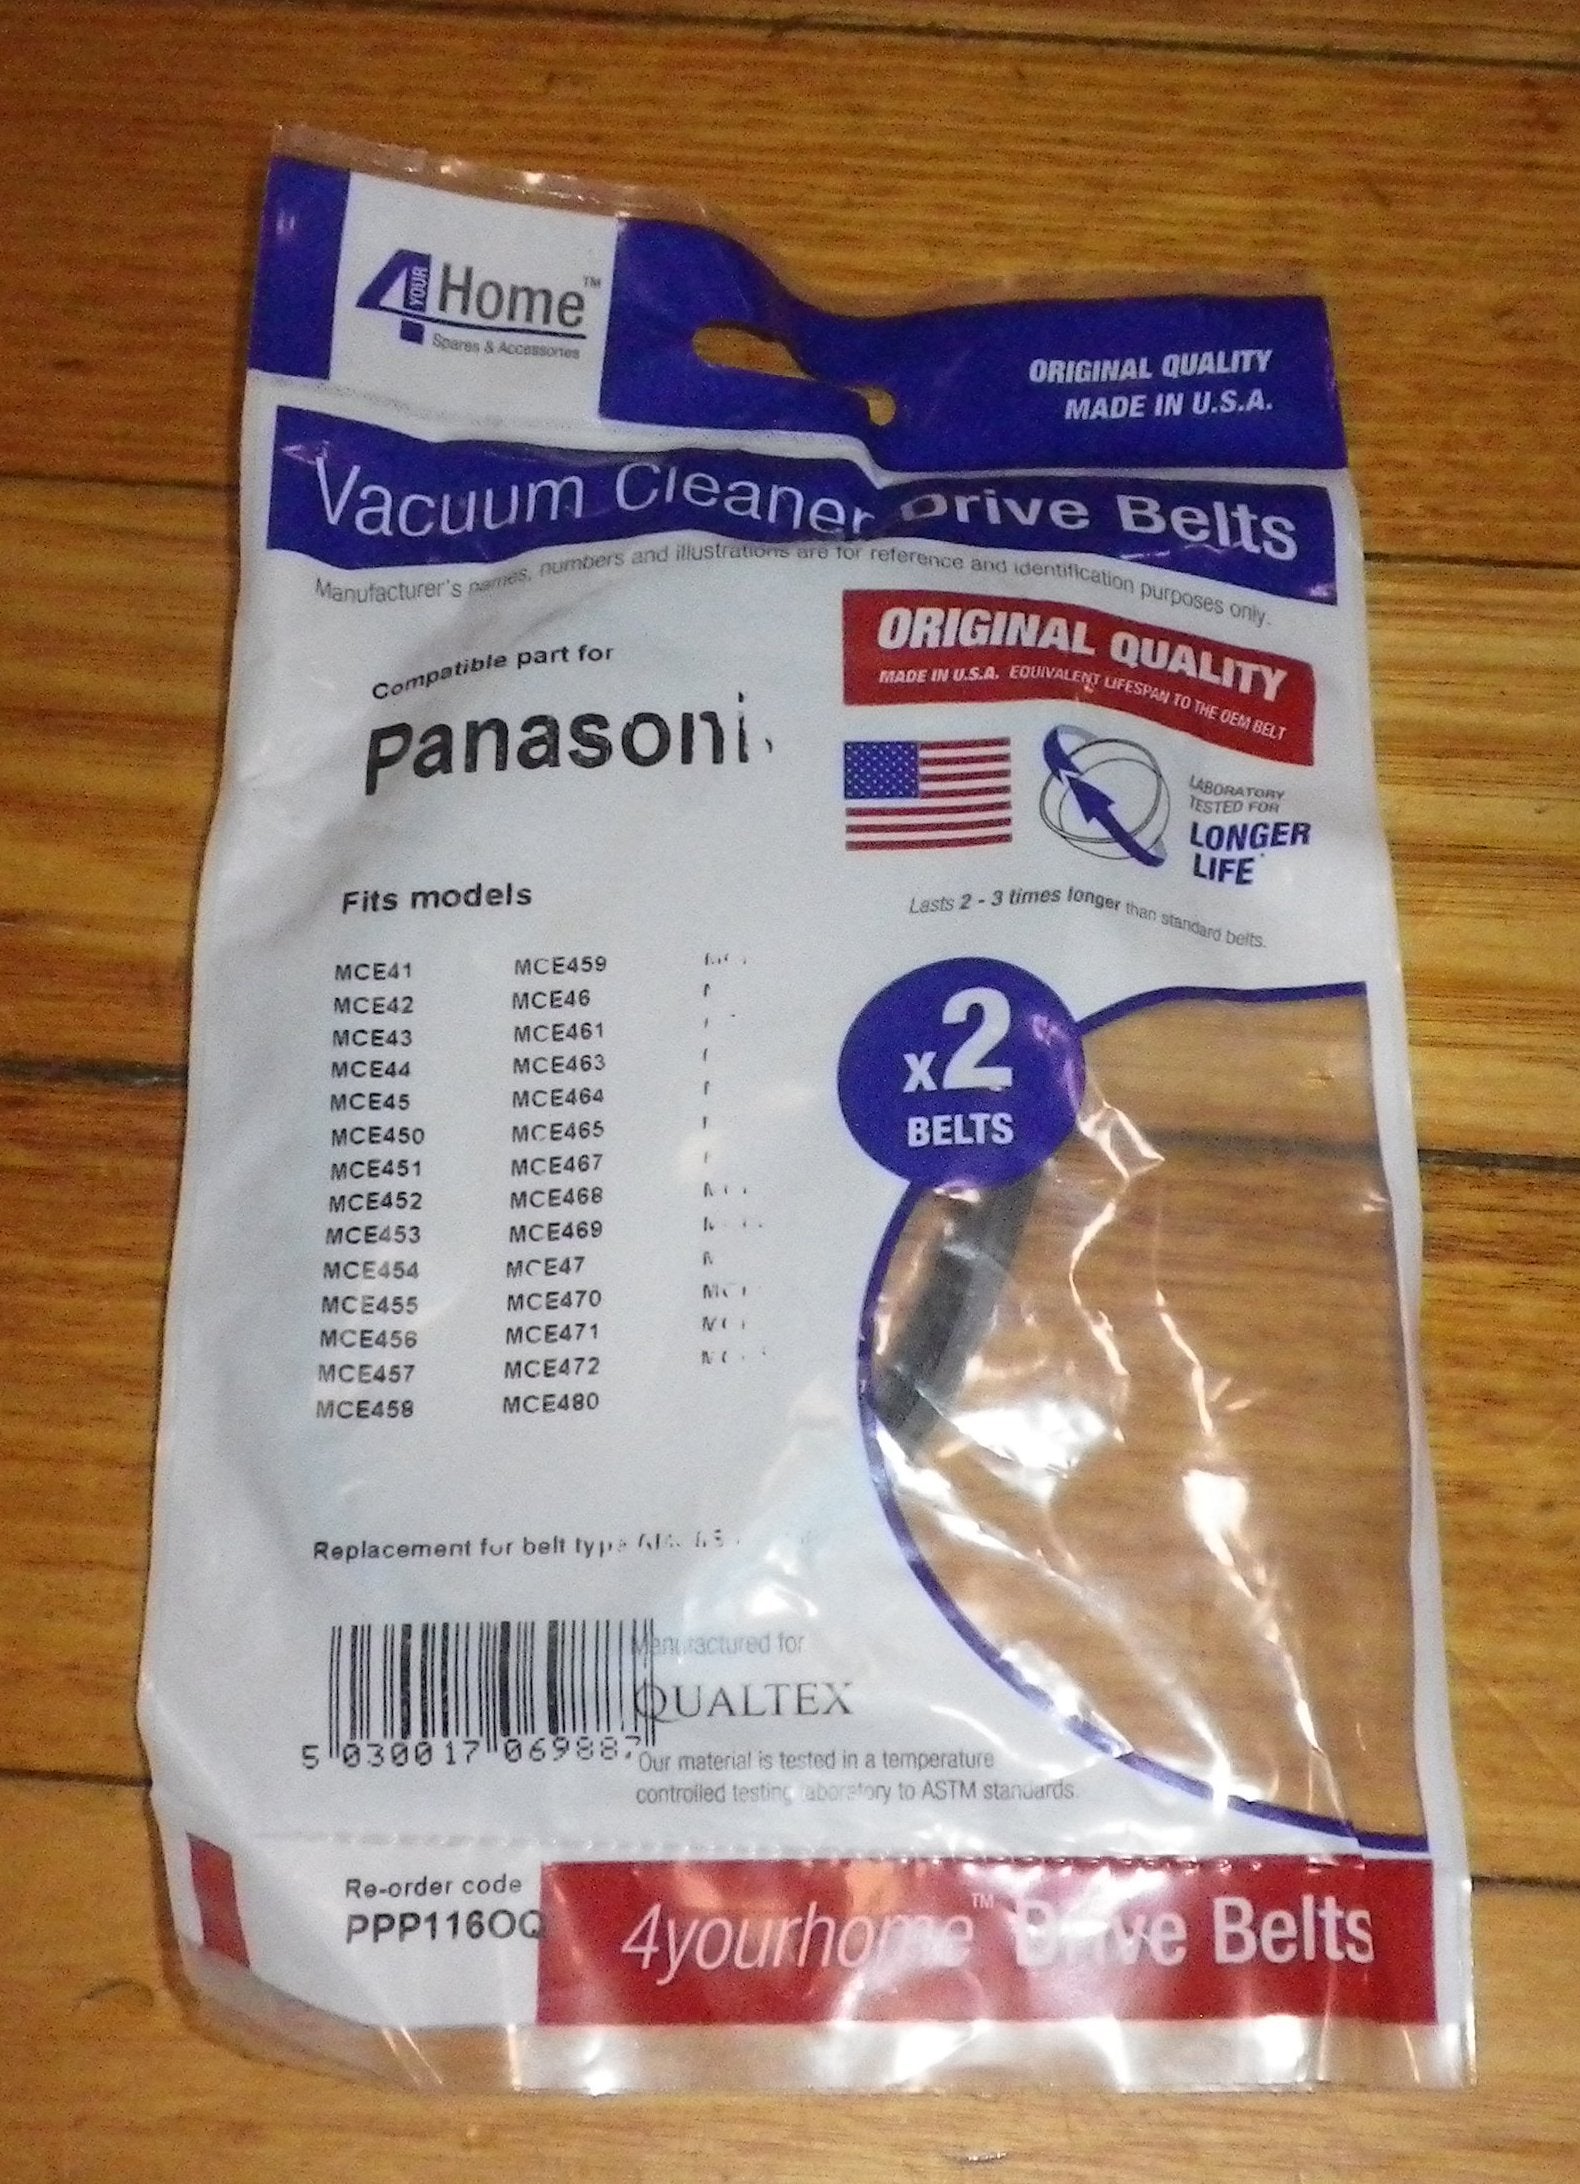 4 YOUR Home™
Spares & Accessories
ORIGINAL QUALITY
MADE IN U.S.A.
Vacuum Cleaner Drive Belts
Manufacturer's names, numbers and illustrations are for reference and identification purposes only.
Compatible part for
Panasoni
ORIGINAL QUALITY
MADE IN U.S.A. EQUIVALENT LIFESPAN TO THE OEM BELT
LABORATORY
TESTED FOR
LONGER
LIFE*
Lasts 2 - 3 times longer than standard belts.
Fits models
MCE41 MCE459
MCE42 MCE46
MCE43 MCE461
MCE44 MCE463
MCE45 MCE464
MCE450 MCE465
MCE451 MCE467
MCE452 MCE468
MCE453 MCE469
MCE454 MCE47
MCE455 MCE470
MCE456 MCE471
MCE457 MCE472
MCE458 MCE480
x2
BELTS
Replacement for belt type
Manufactured for
QUALTEX
5 030017 069887
Our material is tested in a temperature
controlled testing laboratory to ASTM standards.
Re-order code
PPP116OQ
4yourhome™ Drive Belts